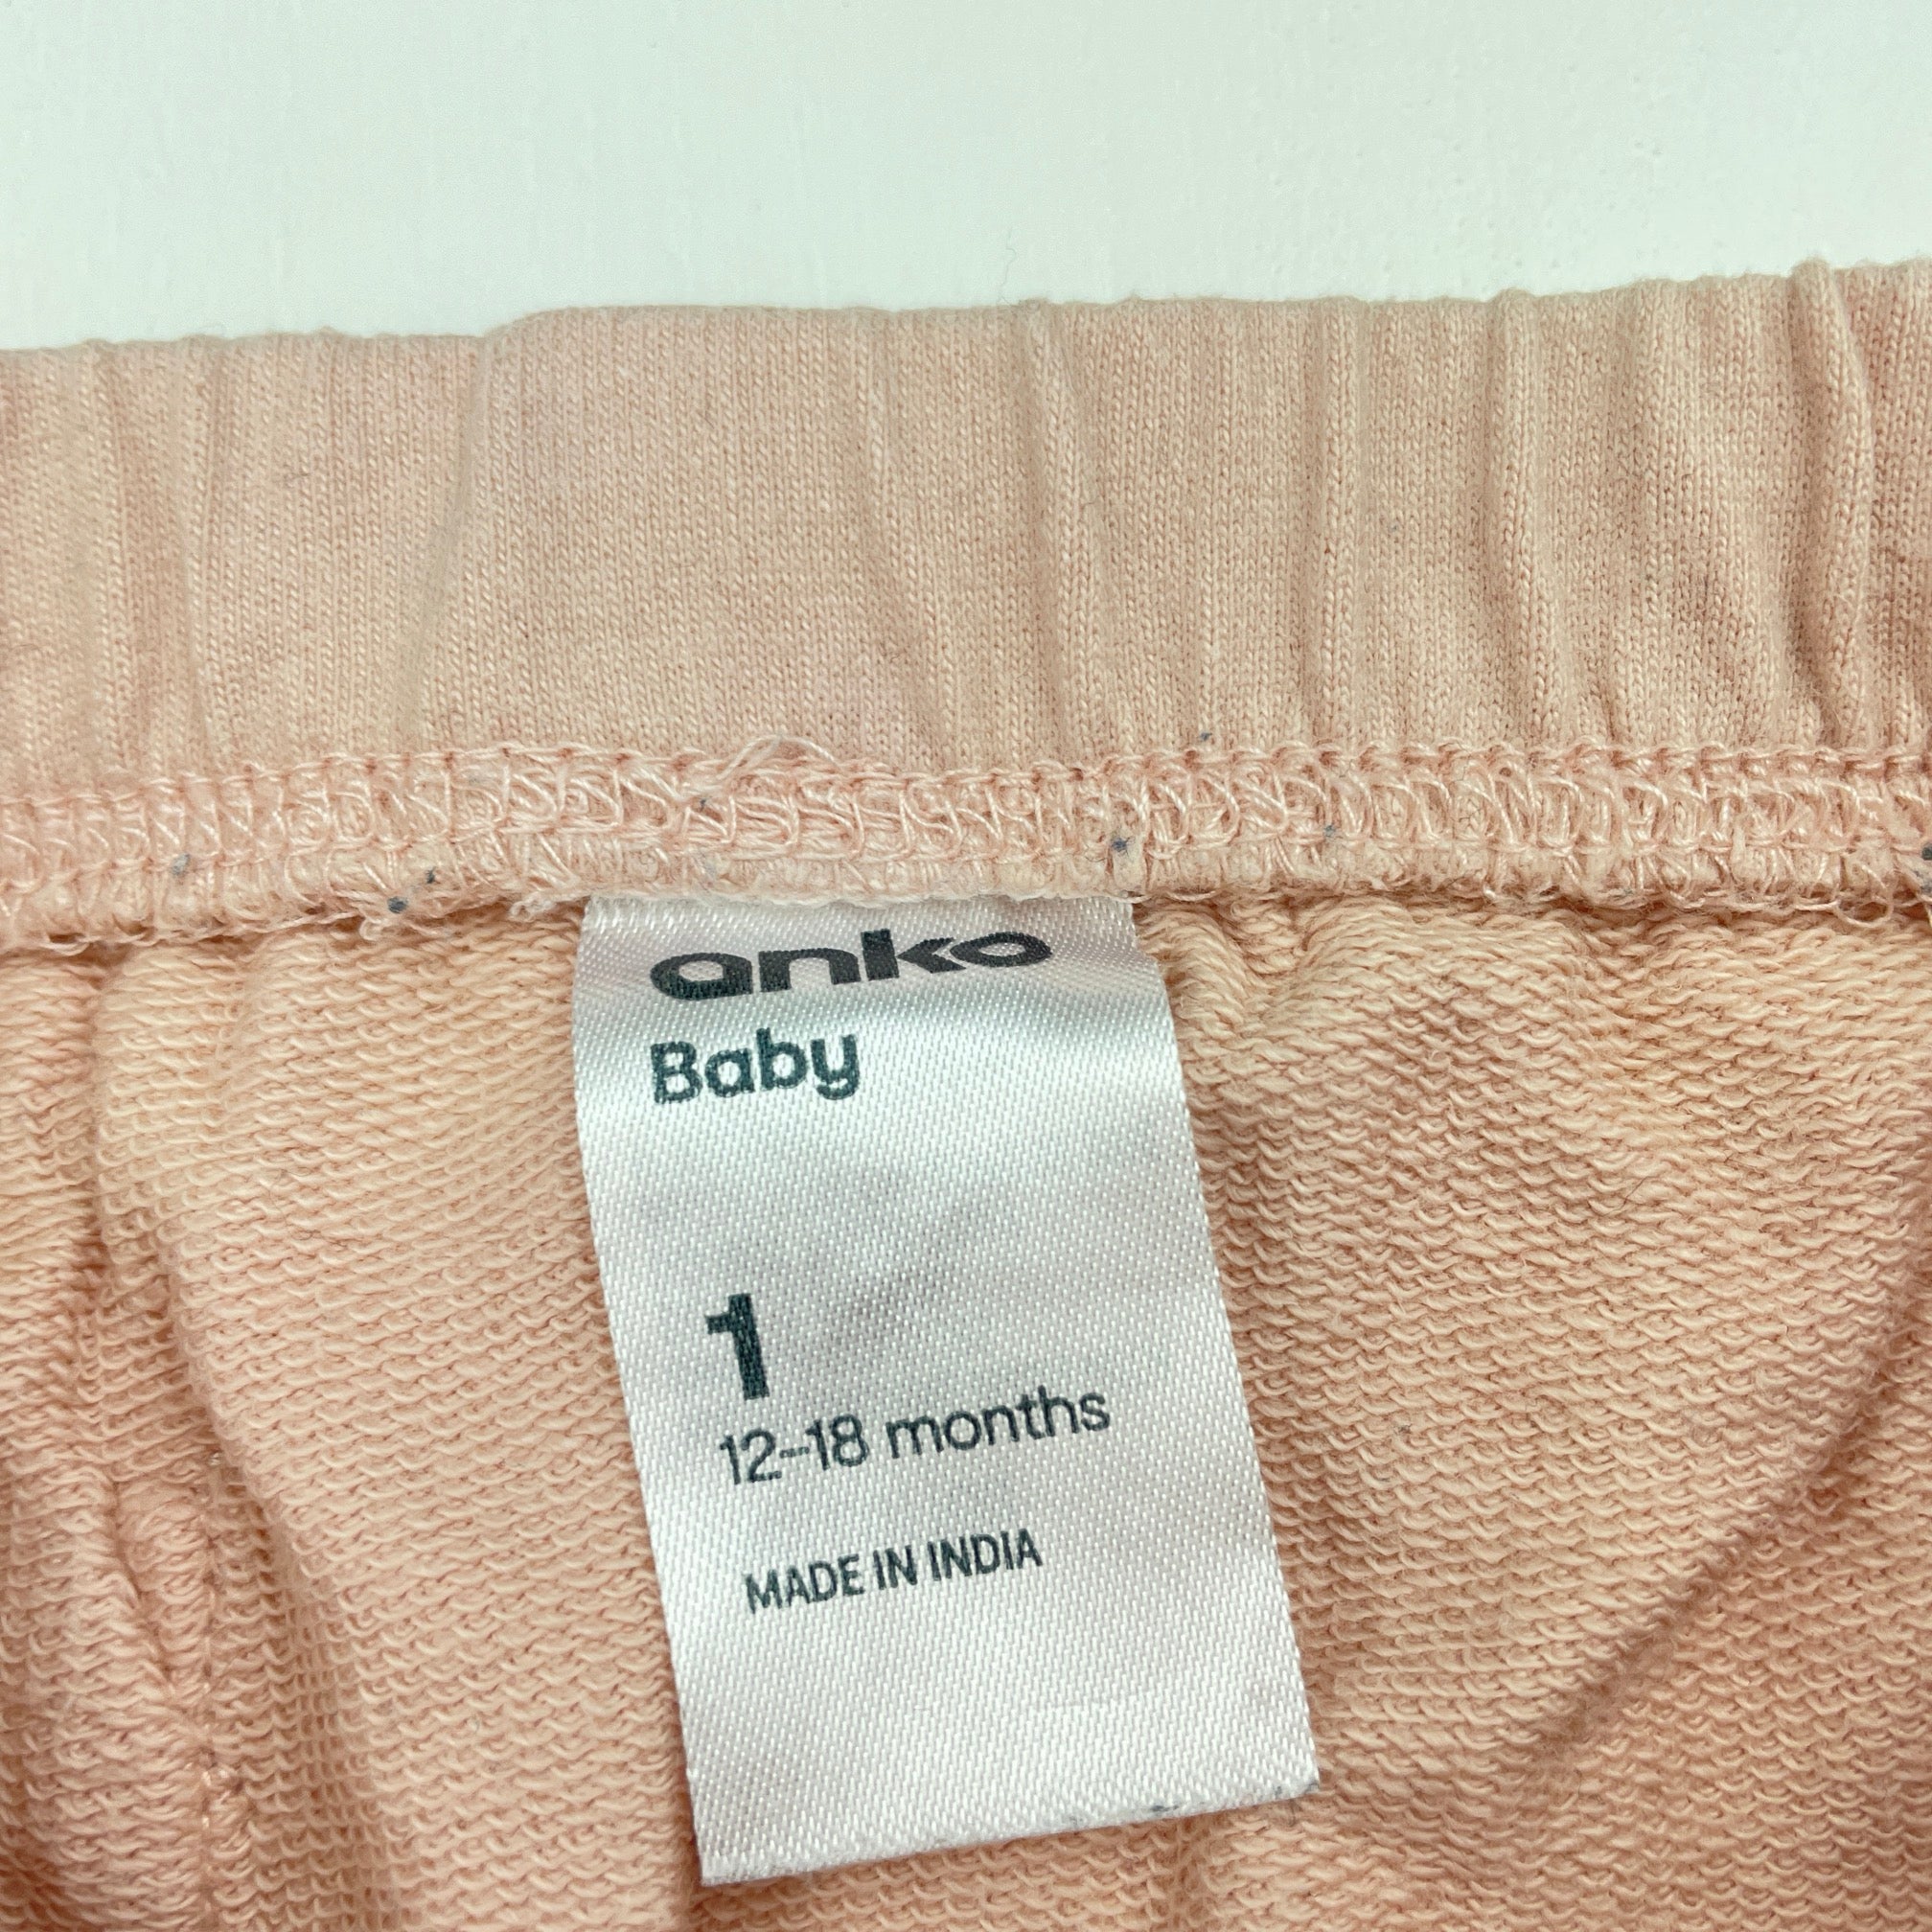 anko
Baby
1
12-18 months
MADE IN INDIA